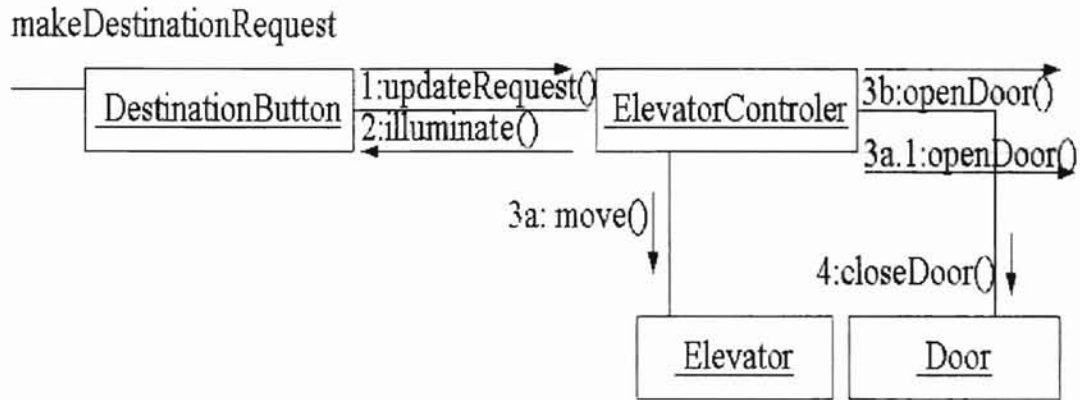 makeDestinationRequest
DestinationButton
1:updateRequest()
2:illuminate()
ElevatorControler
3b:openDoor()
3a.1:openDoor()
3a: move()
4:closeDoor()
Elevator
Door